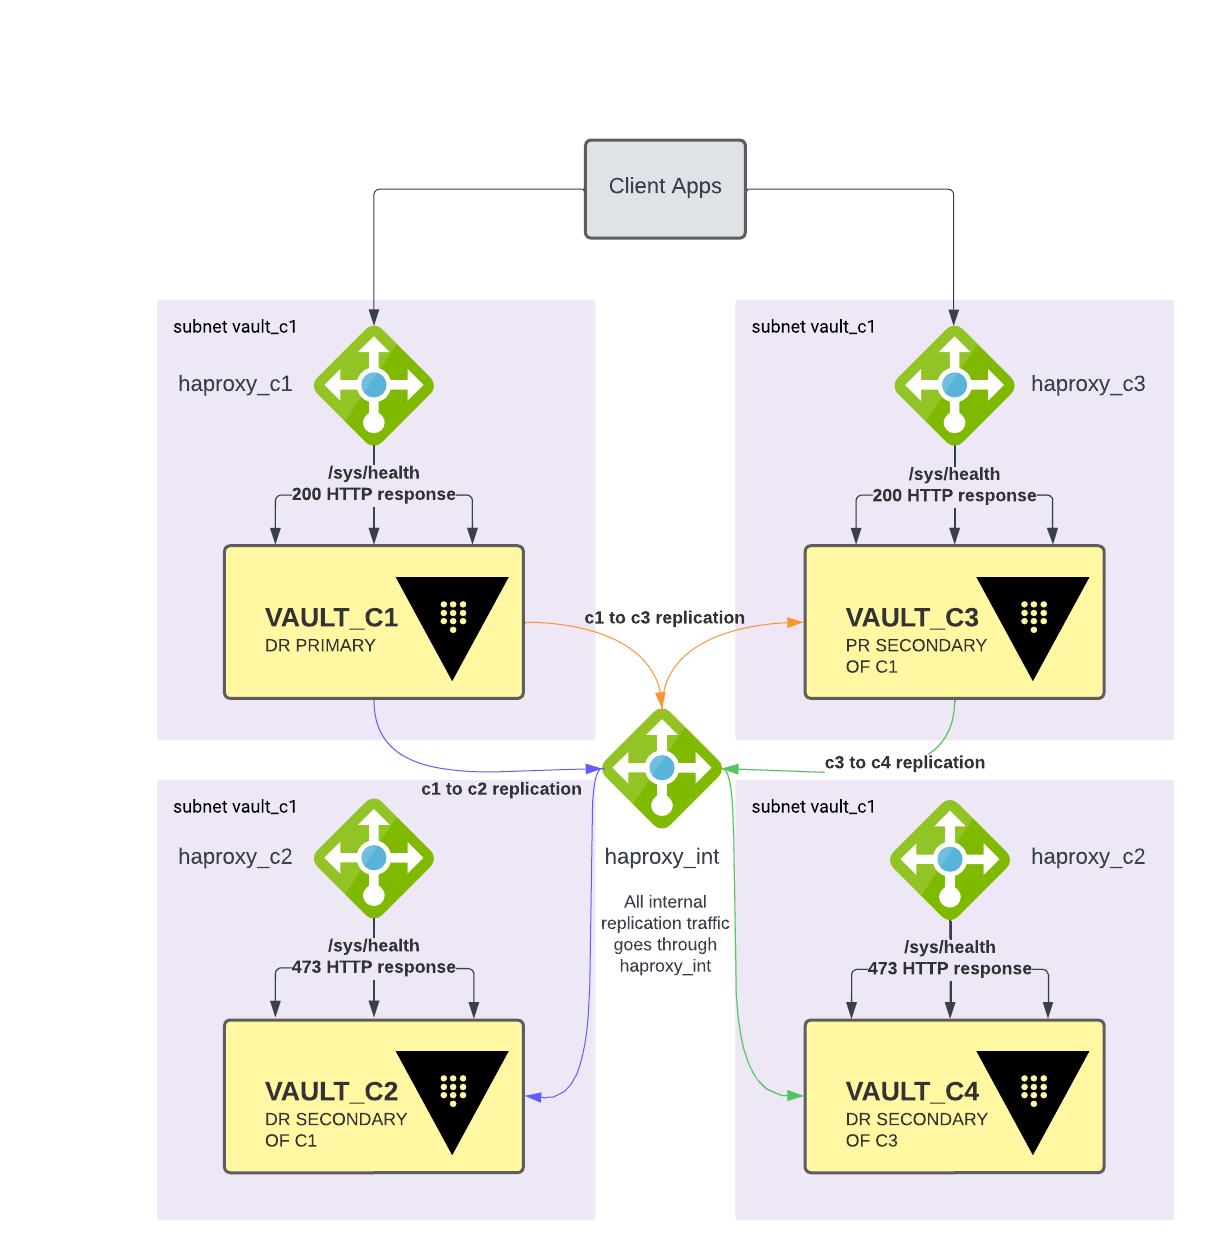 Client Apps
subnet vault_c1
haproxy_c1
/sys/health
200 HTTP response
VAULT_C1
DR PRIMARY
subnet vault_c1
haproxy_c3
/sys/health
200 HTTP response
VAULT_C3
PR SECONDARY
OF C1
c1 to c3 replication
c1 to c2 replication
c3 to c4 replication
haproxy_int
All internal
replication traffic
goes through
haproxy_int
subnet vault_c1
haproxy_c2
/sys/health
473 HTTP response
VAULT_C2
DR SECONDARY
OF C1
subnet vault_c1
haproxy_c2
/sys/health
473 HTTP response
VAULT_C4
DR SECONDARY
OF C3